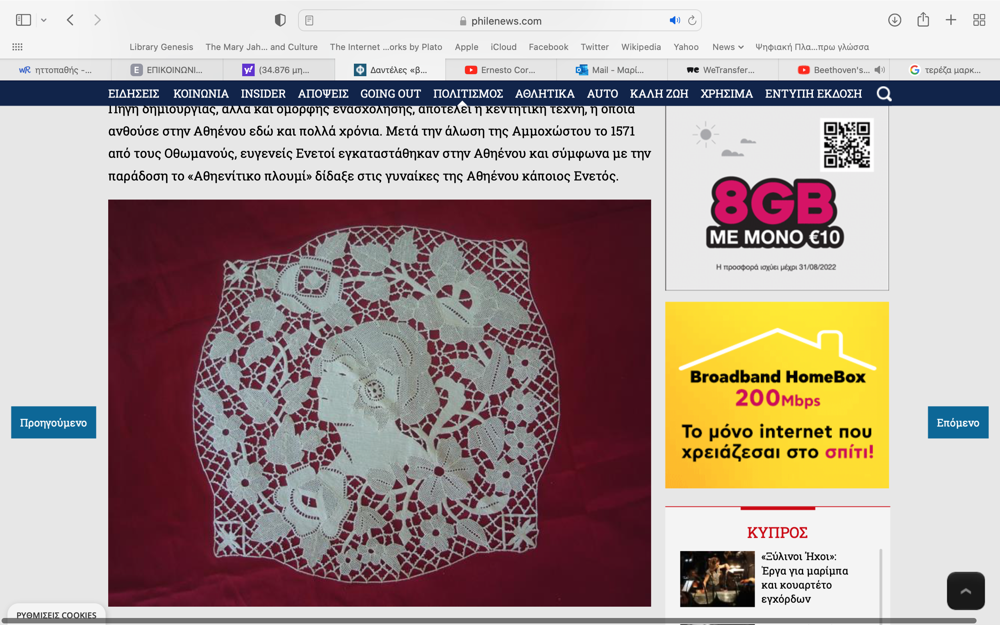 philenews.com
Library Genesis
The Mary Jah... and Culture
The Internet ...orks by Plato
Apple
iCloud
Facebook
Twitter
Wikipedia
Yahoo
News
Ψηφιακή Πλα...πρω γλώσσα
wR ηττοπαθής -...
E ΕΠΙΚΟΙΝΩΝΙ...
y! (34.876 μη...
Δαντέλες «β...
Ernesto Cor...
Mail - Μαρί...
WeTransfer...
Beethoven's...
τερέζα μαρκ...
ΕΙΔΗΣΕΙΣ
ΚΟΙΝΩΝΙΑ
INSIDER
ΑΠΟΨΕΙΣ
GOING OUT
ΠΟΛΙΤΙΣΜΟΣ
ΑΘΛΗΤΙΚΑ
AUTO
ΚΑΛΗ ΖΩΗ
ΧΡΗΣΙΜΑ
ΕΝΤΥΠΗ ΕΚΔΟΣΗ
Πηγή δημιουργίας, αλλά και όμορφης ενασχόλησης, αποτελεί η κεντητική τέχνη, η οποία
ανθούσε στην Αθηένου εδώ και πολλά χρόνια. Μετά την άλωση της Αμμοχώστου το 1571
από τους Οθωμανούς, ευγενείς Ενετοί εγκαταστάθηκαν στην Αθηένου και σύμφωνα με την
παράδοση το «Αθηενίτικο πλουμί» δίδαξε στις γυναίκες της Αθηένου κάποιος Ενετός.
8GB
ΜΕ ΜΟΝΟ €10
Η προσφορά ισχύει μέχρι 31/08/2022
Broadband HomeBox
200Mbps
Το μόνο internet που
χρειάζεσαι στο σπίτι!
Προηγούμενο
Επόμενο
ΚΥΠΡΟΣ
«Ξύλινοι Ήχοι»:
Έργα για μαρίμπα
και κουαρτέτο
εγχόρδων
ΡΥΘΜΙΣΕΙΣ COOKIES